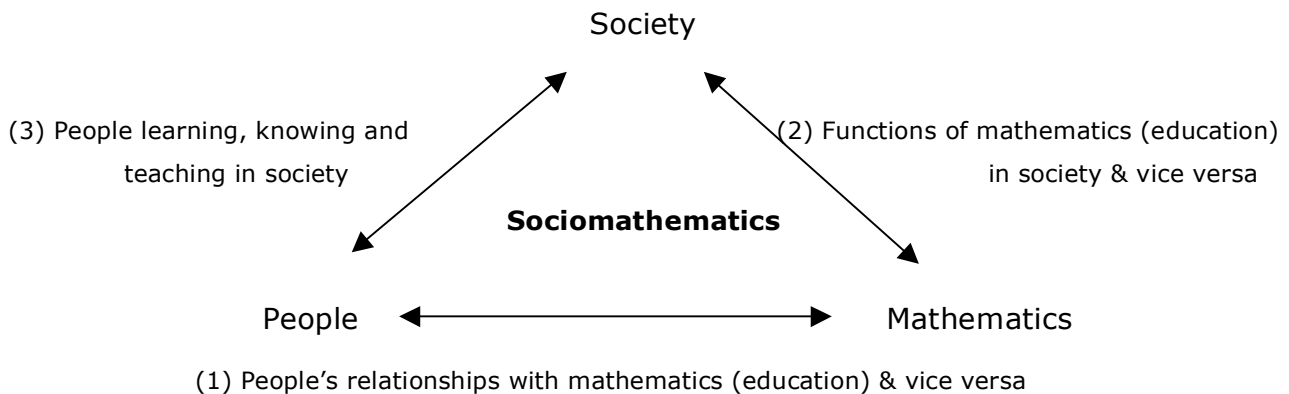 Society
(3) People learning, knowing and
teaching in society
(2) Functions of mathematics (education)
in society & vice versa
Sociomathematics
People
Mathematics
(1) People’s relationships with mathematics (education) & vice versa